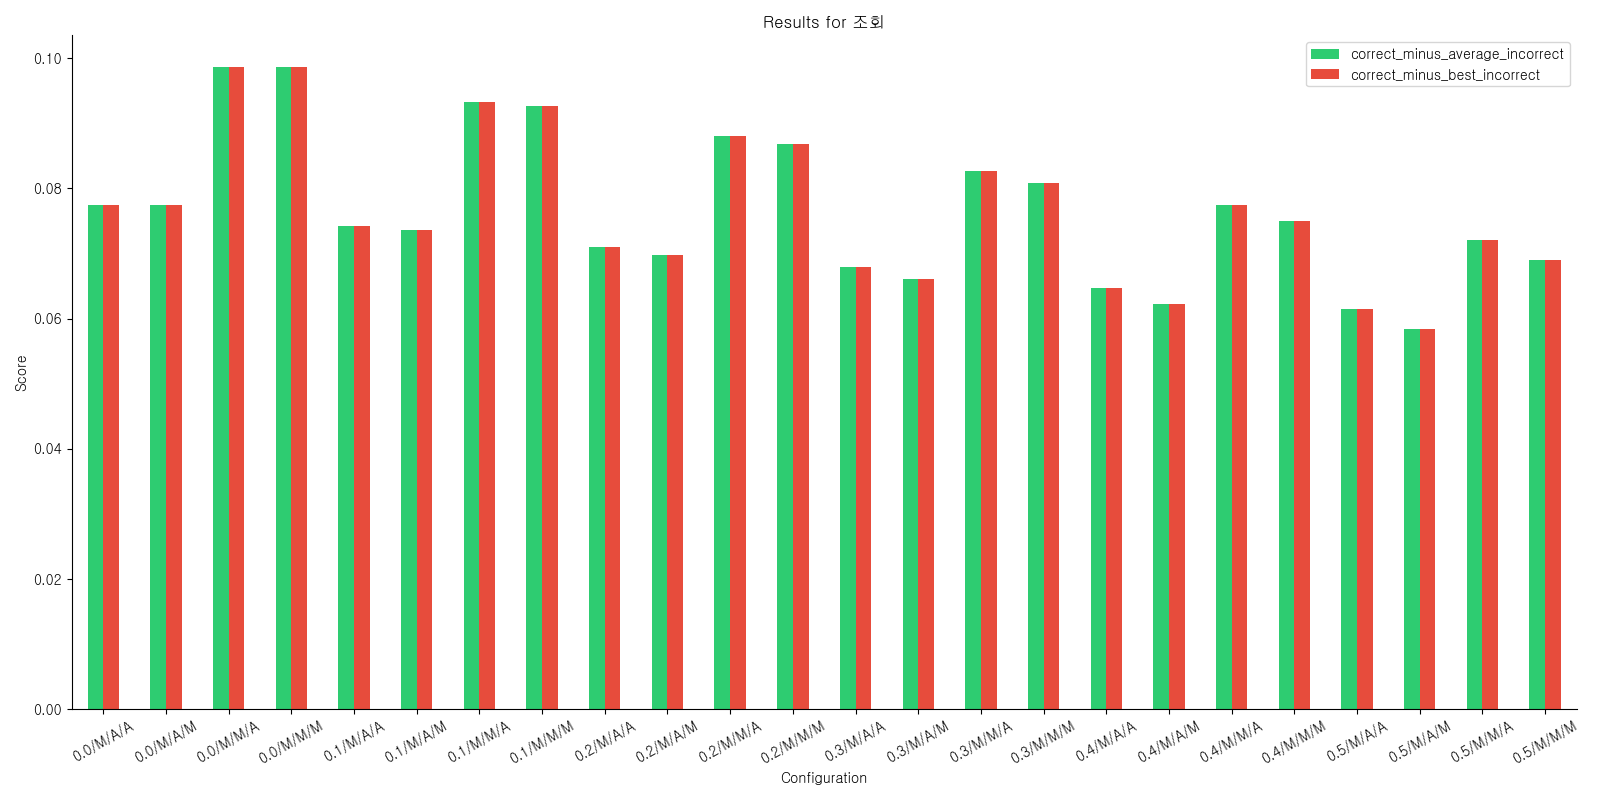 Results for 조회
correct_minus_average_incorrect
correct_minus_best_incorrect
Score
0.10
0.08
0.06
0.04
0.02
0.00
0.0/M/A/A
0.0/M/A/M
0.0/M/M/A
0.0/M/M/M
0.1/M/A/A
0.1/M/A/M
0.1/M/M/A
0.1/M/M/M
0.2/M/A/A
0.2/M/A/M
0.2/M/M/A
0.2/M/M/M
0.3/M/A/A
0.3/M/A/M
0.3/M/M/A
0.3/M/M/M
0.4/M/A/A
0.4/M/A/M
0.4/M/M/A
0.4/M/M/M
0.5/M/A/A
0.5/M/A/M
0.5/M/M/A
0.5/M/M/M
Configuration